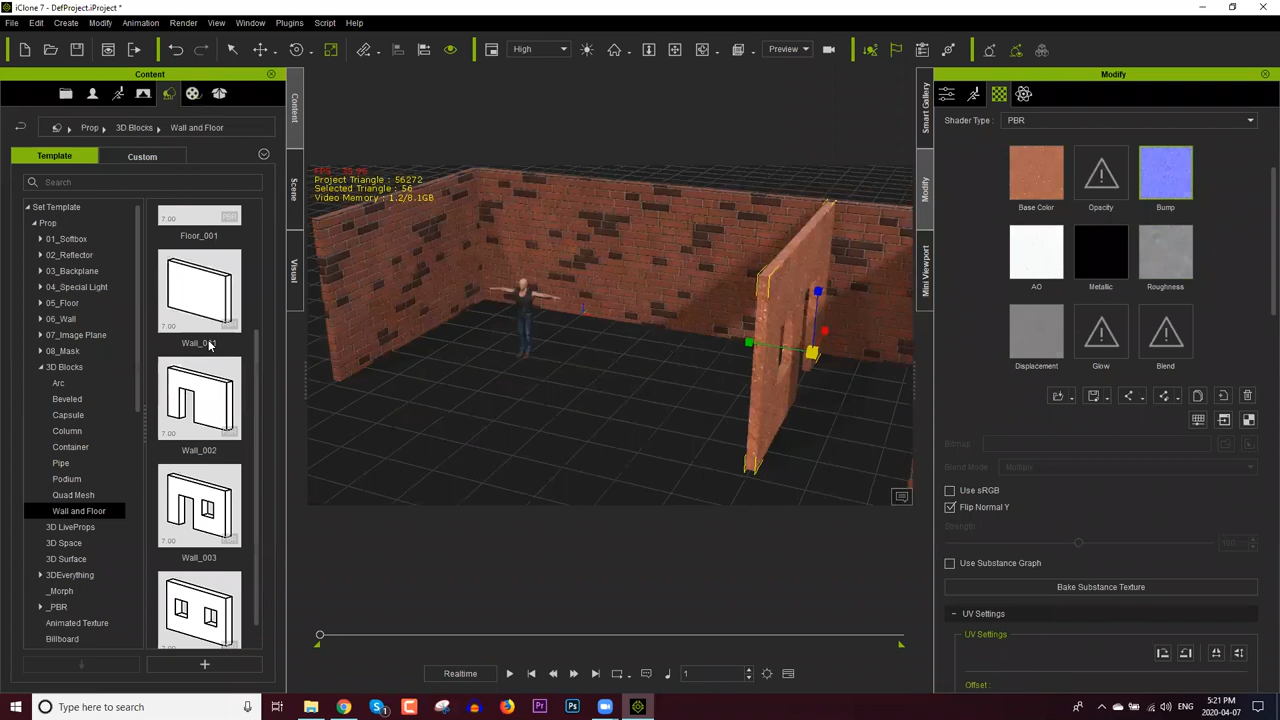 iClone 7 - DefProject.iProject *
File Edit Create Modify Animation Render View Window Plugins Script Help
High Preview
Content
Prop 3D Blocks Wall and Floor
Template Custom
Search
Set Template
Prop
01_Softbox
02_Reflector
03_Backplane
04_Special Light
05_Floor
06_Wall
07_Image Plane
08_Mask
3D Blocks
Arc
Beveled
Capsule
Column
Container
Pipe
Podium
Quad Mesh
Wall and Floor
3D LiveProps
3D Space
3D Surface
3DEverything
_Morph
_PBR
Animated Texture
Billboard
7.00 PBR
Floor_001
7.00
Wall_001
7.00
Wall_002
7.00
Wall_003
Content
Scene
Visual
Project Triangle : 56272
Selected Triangle : 56
Video Memory : 1.2/8.1GB
Realtime 1
Smart Gallery
Modify
Mini Viewport
Modify
Shader Type : PBR
Base Color Opacity Bump
AO Metallic Roughness
Displacement Glow Blend
Bitmap :
Blend Mode : Multiply
Use sRGB
Flip Normal Y
Strength :
100
Use Substance Graph
Bake Substance Texture
UV Settings
UV Settings
Offset :
Type here to search
5:21 PM
2020-04-07